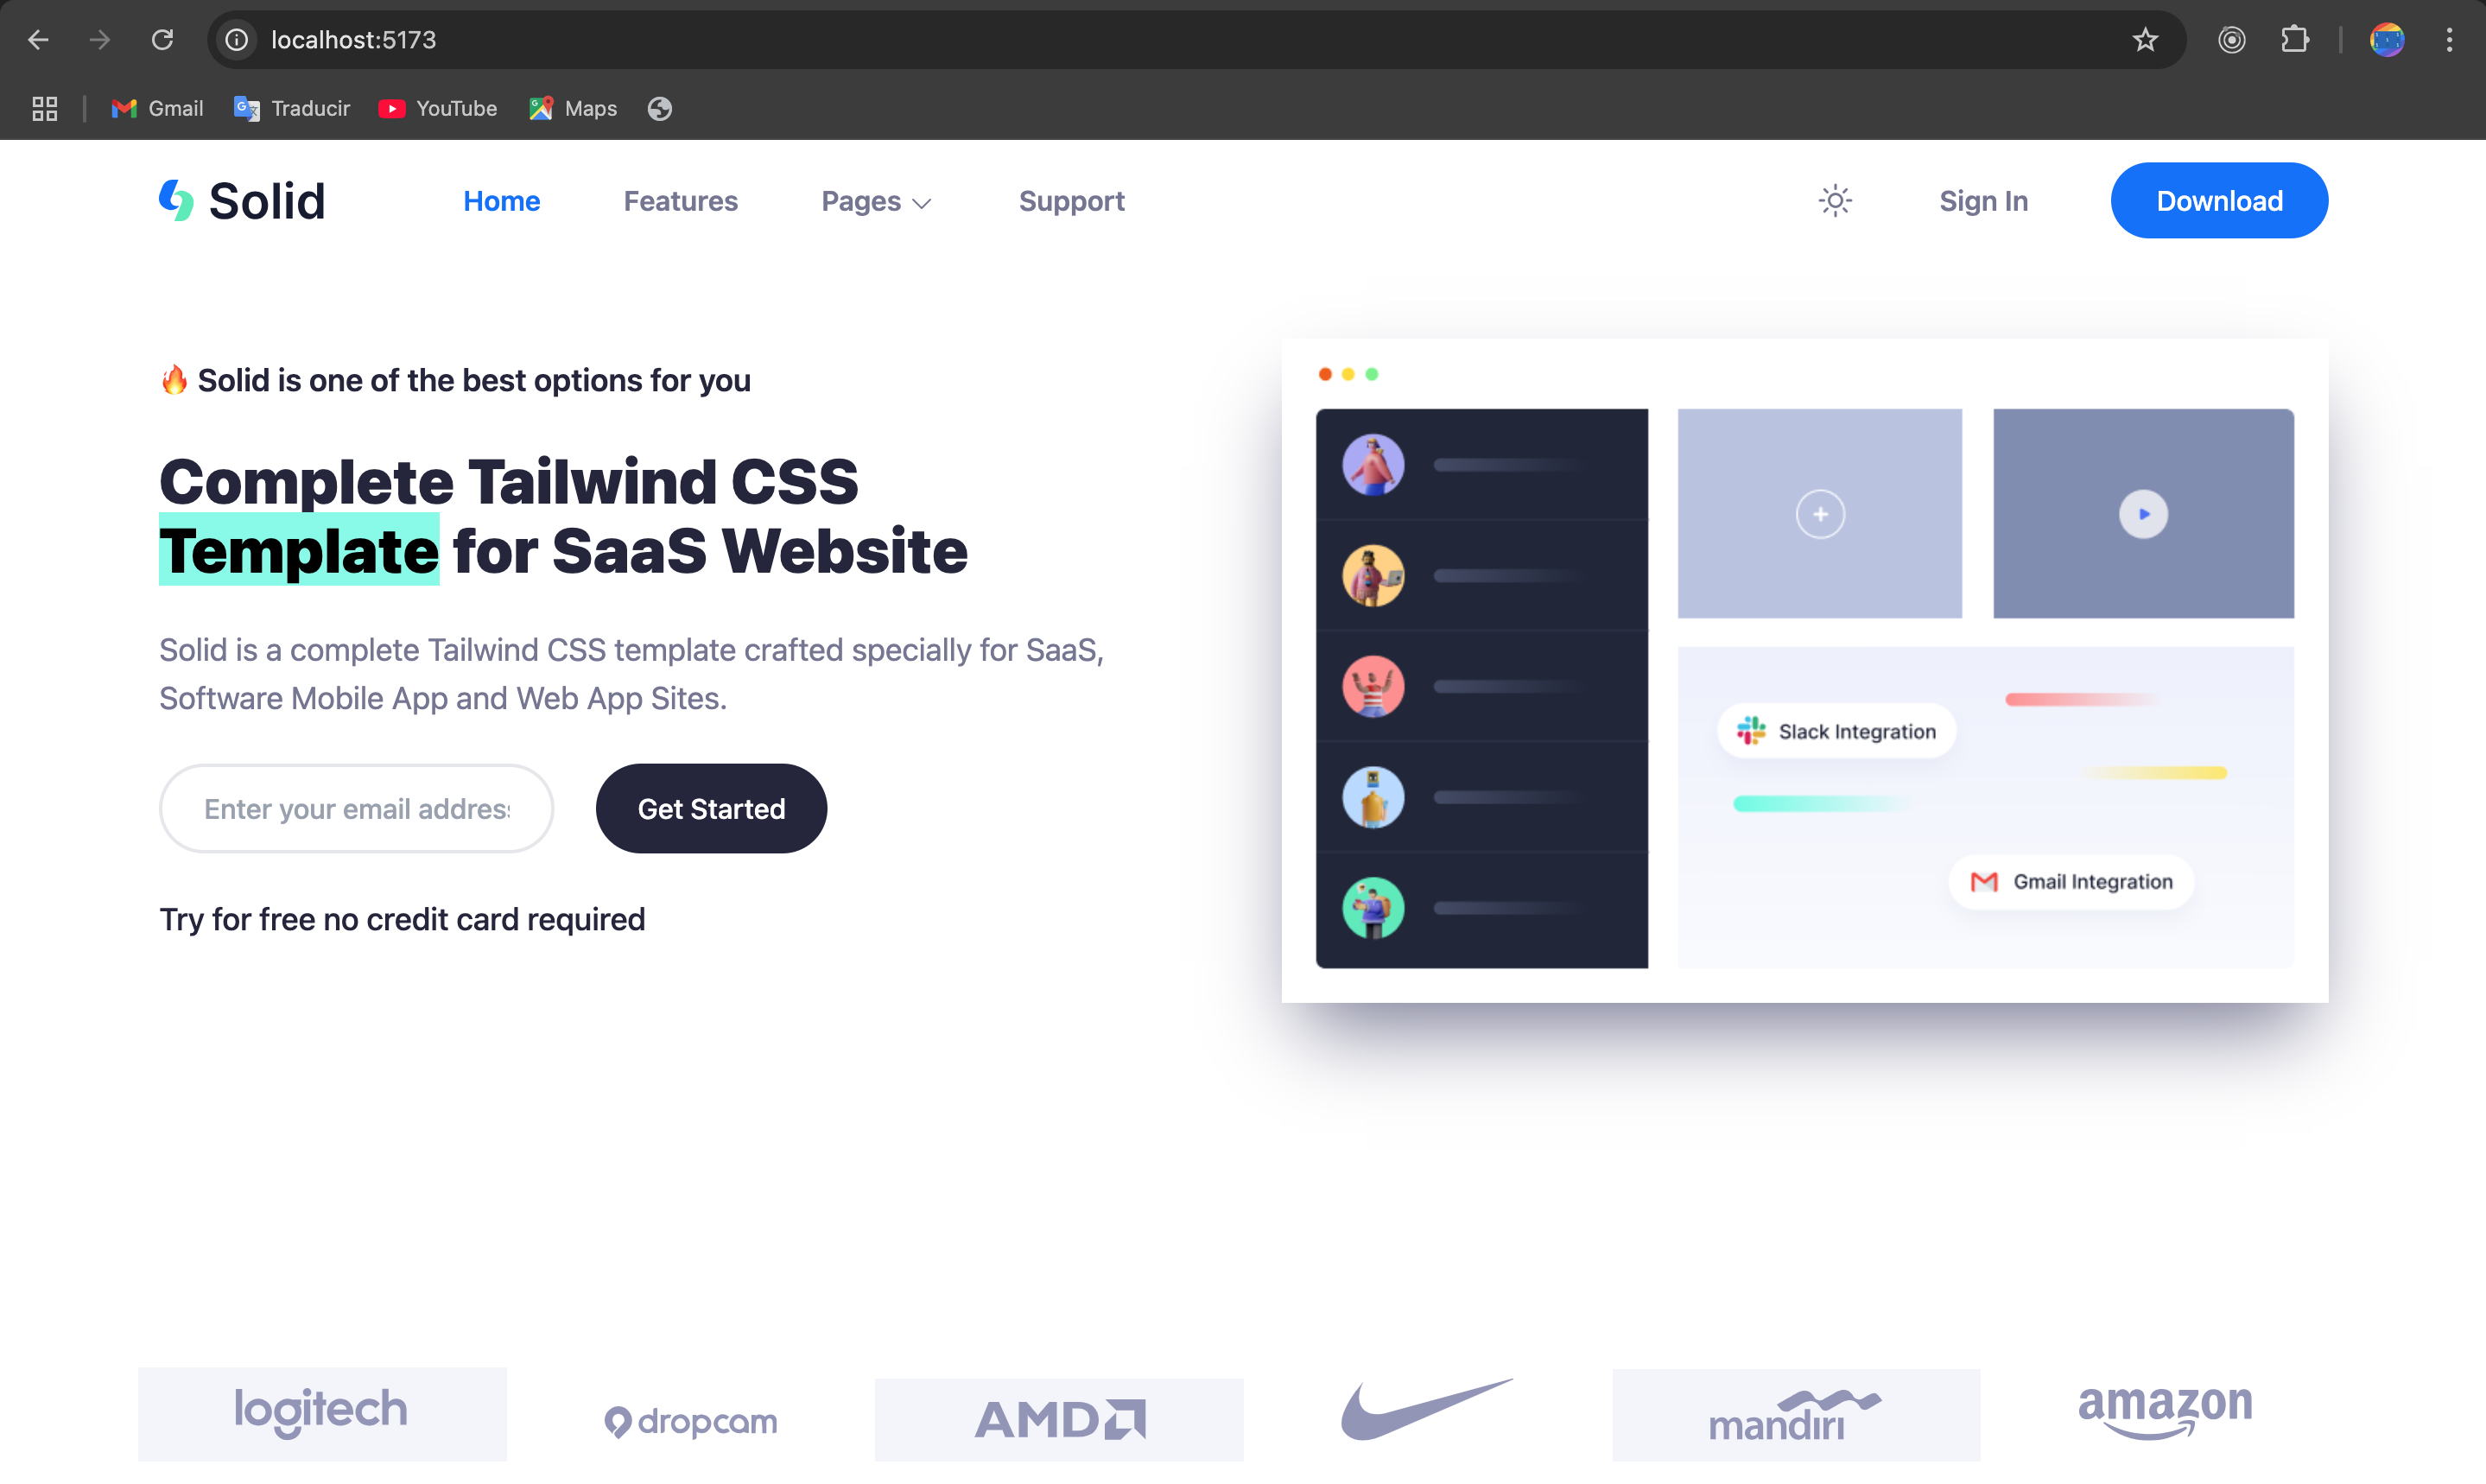 localhost:5173
Gmail Traducir YouTube Maps
Solid Home Features Pages Support Sign In Download
🔥 Solid is one of the best options for you
Complete Tailwind CSS
Template for SaaS Website
Solid is a complete Tailwind CSS template crafted specially for SaaS,
Software Mobile App and Web App Sites.
Enter your email address
Get Started
Try for free no credit card required
Slack Integration
Gmail Integration
logitech dropcam AMD mandiri amazon